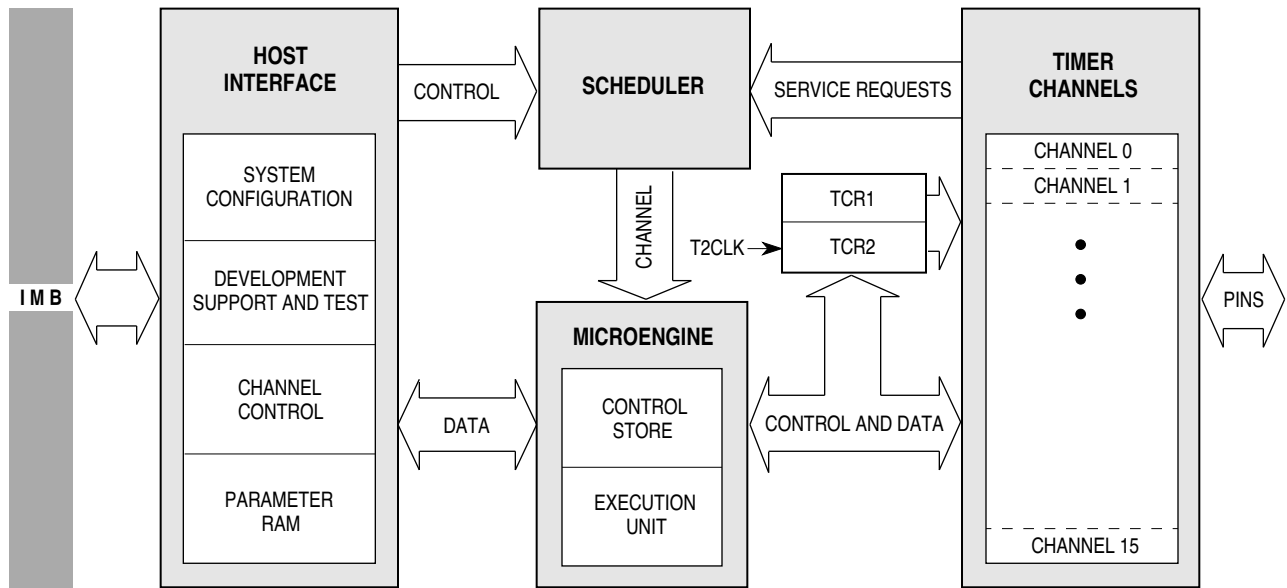 I M B
HOST
INTERFACE
SYSTEM
CONFIGURATION
DEVELOPMENT
SUPPORT AND TEST
CHANNEL
CONTROL
PARAMETER
RAM
CONTROL
SCHEDULER
SERVICE REQUESTS
CHANNEL
T2CLK
TCR1
TCR2
MICROENGINE
CONTROL
STORE
EXECUTION
UNIT
DATA
CONTROL AND DATA
TIMER
CHANNELS
CHANNEL 0
CHANNEL 1
CHANNEL 15
PINS